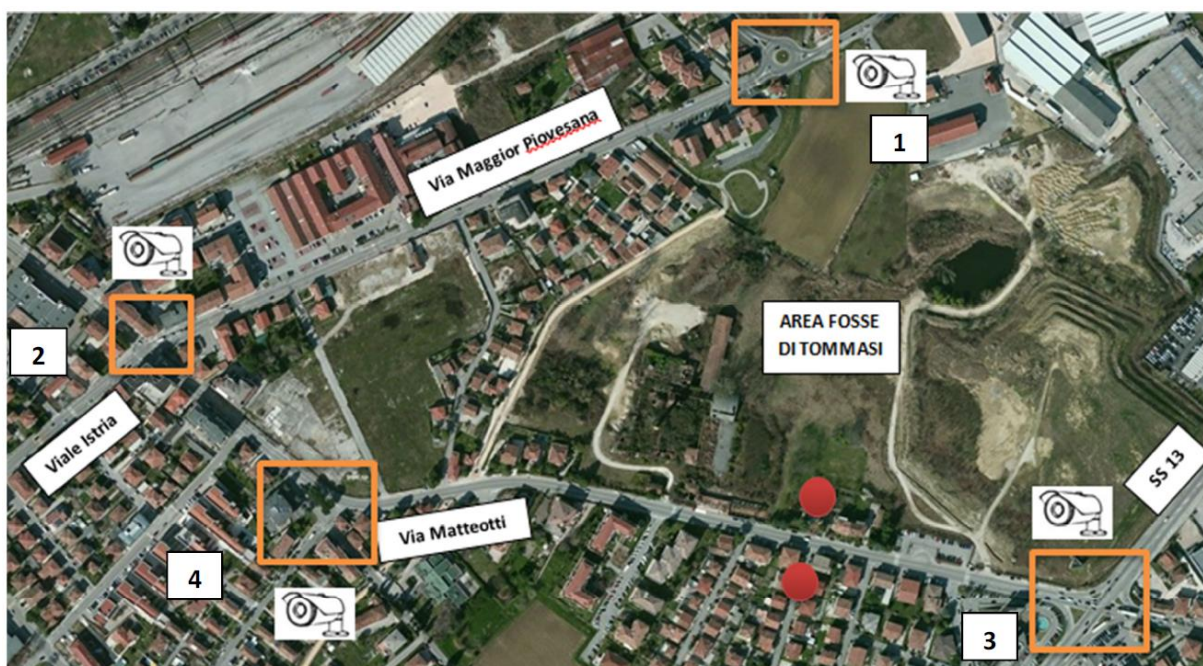 1
Via Maggior Piovesana
2
AREA FOSSE
DI TOMMASI
Viale Istria
SS 13
Via Matteotti
4
3